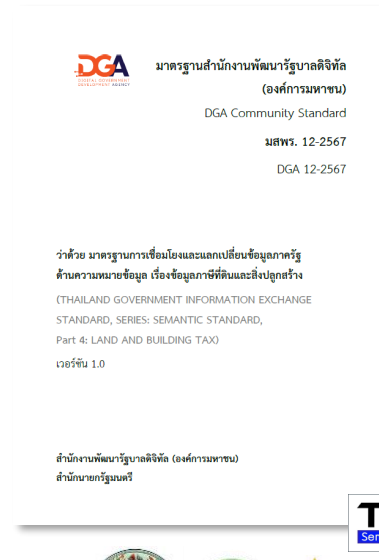 DGA
DIGITAL GOVERNMENT
DEVELOPMENT AGENCY
มาตรฐานสำนักงานพัฒนารัฐบาลดิจิทัล
(องค์การมหาชน)
DGA Community Standard
มสพร. 12-2567
DGA 12-2567
ว่าด้วย มาตรฐานการเชื่อมโยงและแลกเปลี่ยนข้อมูลภาครัฐ
ด้านความหมายข้อมูล เรื่องข้อมูลภาษีที่ดินและสิ่งปลูกสร้าง
(THAILAND GOVERNMENT INFORMATION EXCHANGE
STANDARD, SERIES: SEMANTIC STANDARD,
Part 4: LAND AND BUILDING TAX)
เวอร์ชัน 1.0
สำนักงานพัฒนารัฐบาลดิจิทัล (องค์การมหาชน)
สำนักนายกรัฐมนตรี